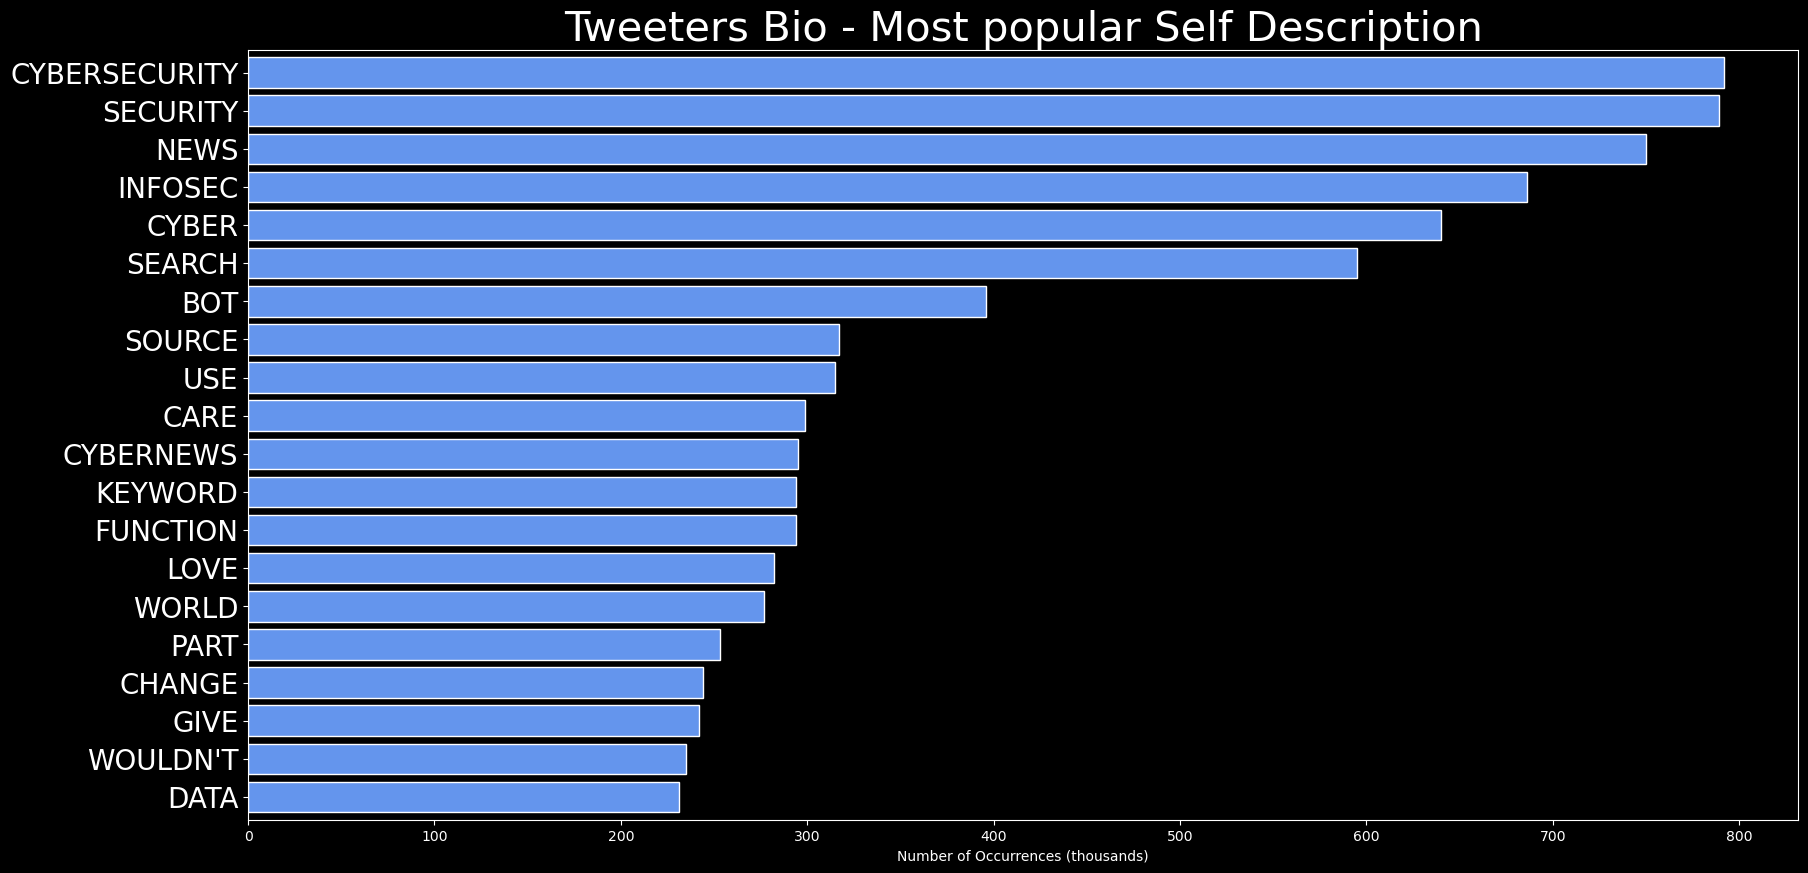 Tweeters Bio - Most popular Self Description
CYBERSECURITY
SECURITY
NEWS
INFOSEC
CYBER
SEARCH
BOT
SOURCE
USE
CARE
CYBERNEWS
KEYWORD
FUNCTION
LOVE
WORLD
PART
CHANGE
GIVE
WOULDN'T
DATA
0 100 200 300 400 500 600 700 800
Number of Occurrences (thousands)